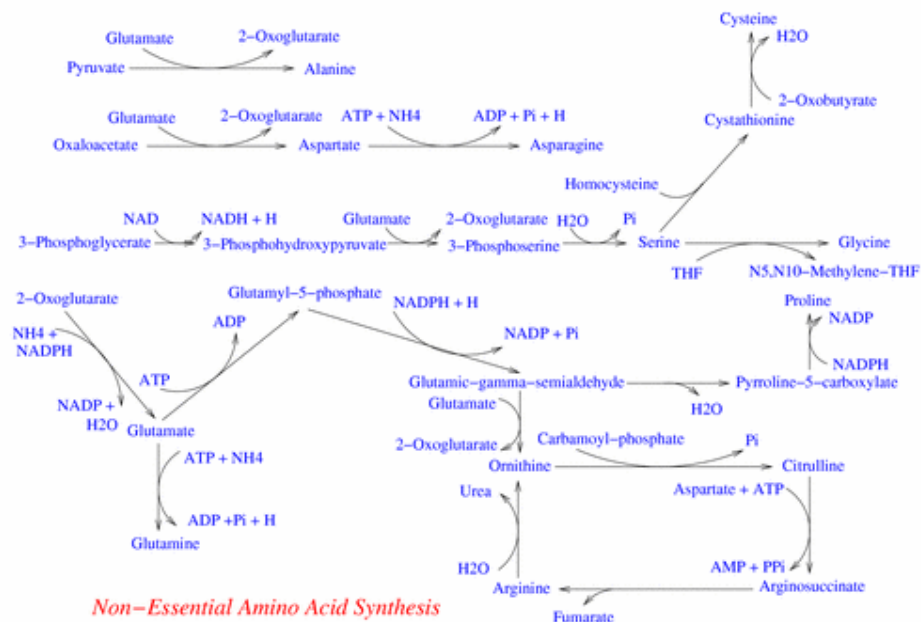 Cysteine
H2O
2-Oxobutyrate
Cystathionine
Glutamate
2-Oxoglutarate
Pyruvate
Alanine
Glutamate
2-Oxoglutarate
ATP + NH4
ADP + Pi + H
Oxaloacetate
Aspartate
Asparagine
Homocysteine
NAD
NADH + H
Glutamate
2-Oxoglutarate
H2O
Pi
3-Phosphoglycerate
3-Phosphohydroxypyruvate
3-Phosphoserine
Serine
Glycine
THF
N5,N10-Methylene-THF
2-Oxoglutarate
Glutamyl-5-phosphate
NADPH + H
Proline
NADP
NH4 +
NADPH
ADP
NADP + Pi
ATP
NADPH
Glutamic-gamma-semialdehyde
Pyrroline-5-carboxylate
H2O
NADP +
H2O
Glutamate
Glutamate
2-Oxoglutarate
Carbamoyl-phosphate
Pi
ATP + NH4
Ornithine
Citrulline
Urea
Aspartate + ATP
ADP +Pi + H
Glutamine
H2O
AMP + PPi
Arginine
Arginosuccinate
Fumarate
Non-Essential Amino Acid Synthesis